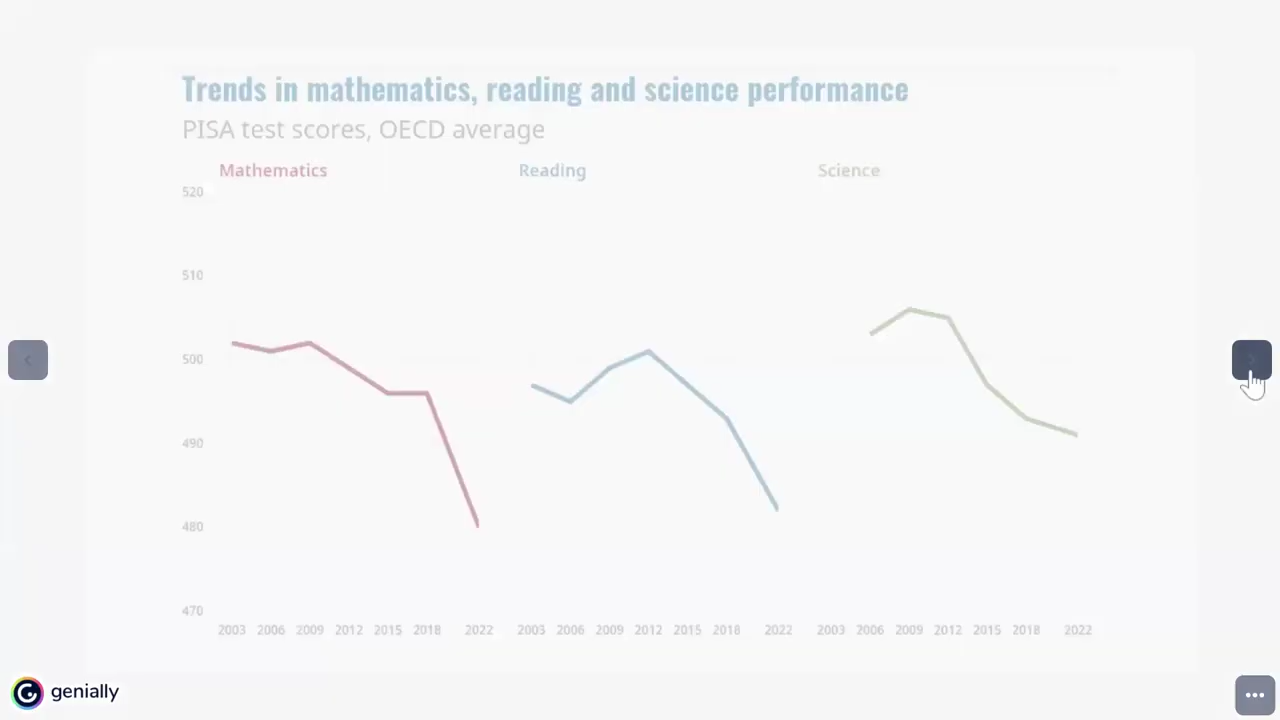 Trends in mathematics, reading and science performance
PISA test scores, OECD average
Mathematics Reading Science
520
510
500
490
480
470
2003 2006 2009 2012 2015 2018 2022 2003 2006 2009 2012 2015 2018 2022 2003 2006 2009 2012 2015 2018 2022
genially